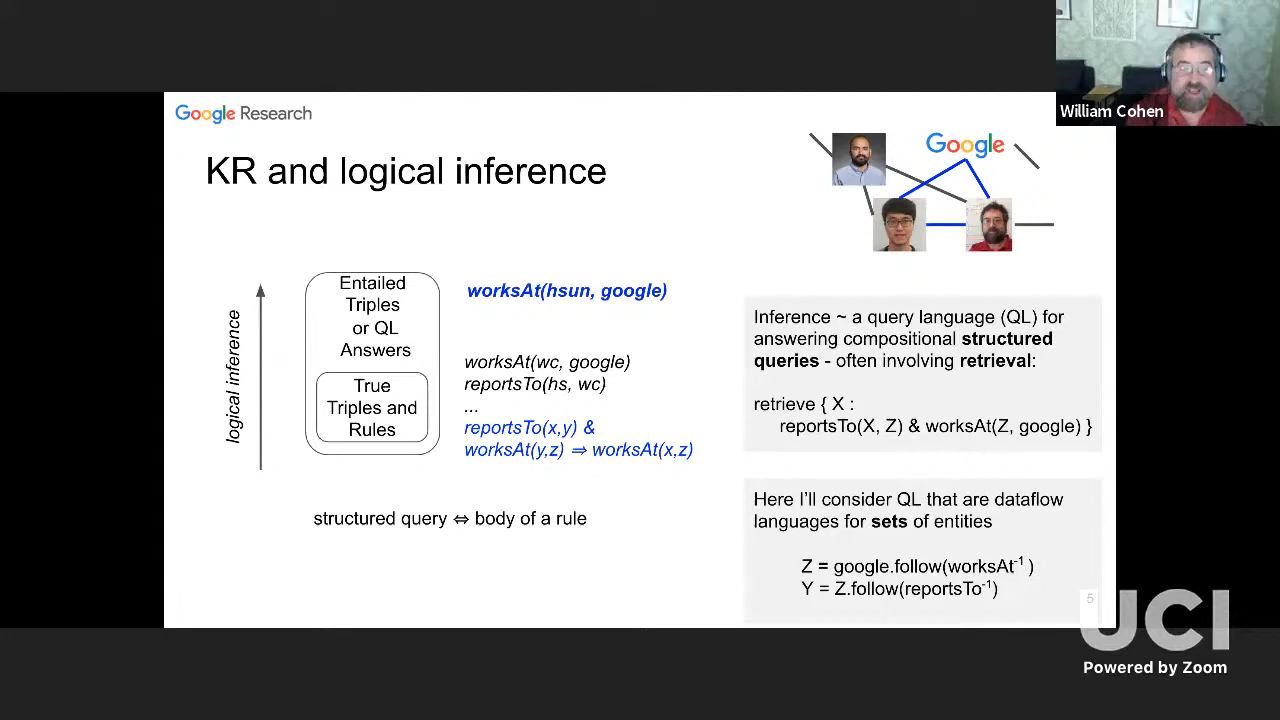 William Cohen
Google Research
Google
KR and logical inference
logical inference
Entailed
Triples
or QL
Answers
True
Triples and
Rules
worksAt(hsun, google)
worksAt(wc, google)
reportsTo(hs, wc)
...
reportsTo(x,y) &
worksAt(y,z) ⇒ worksAt(x,z)
structured query ⇔ body of a rule
Inference ~ a query language (QL) for
answering compositional structured
queries - often involving retrieval:
retrieve { X :
reportsTo(X, Z) & worksAt(Z, google) }
Here I'll consider QL that are dataflow
languages for sets of entities
Z = google.follow(worksAt⁻¹ )
Y = Z.follow(reportsTo⁻¹)
5
UCI
Powered by Zoom